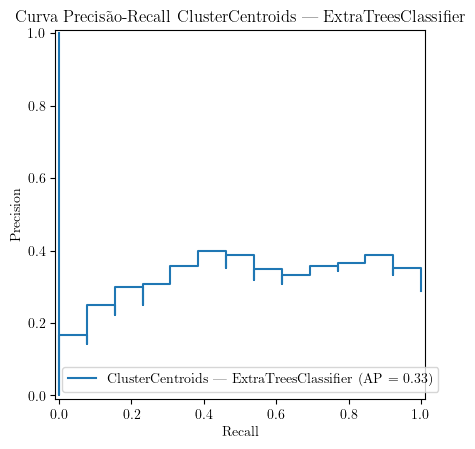 Curva Precisão-Recall ClusterCentroids — ExtraTreesClassifier
1.0
0.8
0.6
0.4
0.2
0.0
Precision
ClusterCentroids — ExtraTreesClassifier (AP = 0.33)
0.0 0.2 0.4 0.6 0.8 1.0
Recall